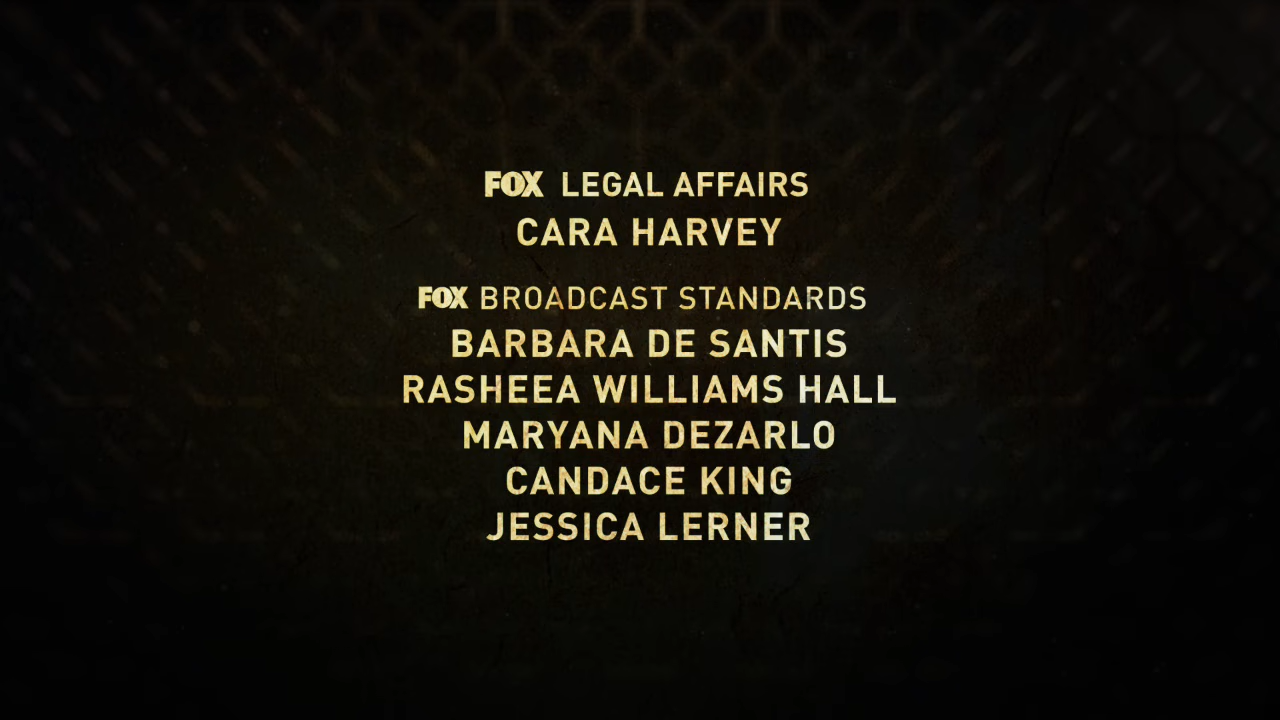 FOX LEGAL AFFAIRS
CARA HARVEY
FOX BROADCAST STANDARDS
BARBARA DE SANTIS
RASHEEA WILLIAMS HALL
MARYANA DEZARLO
CANDACE KING
JESSICA LERNER